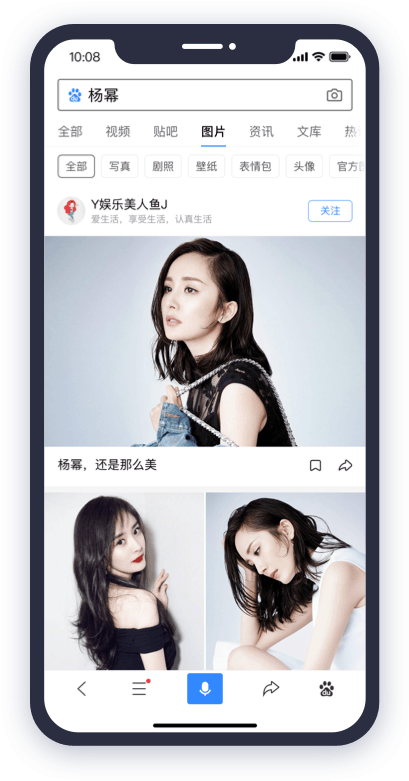 10:08
杨幂
全部 视频 贴吧 图片 资讯 文库
全部 写真 剧照 壁纸 表情包 头像 官方
Y娱乐美人鱼J
爱生活，享受生活，认真生活
关注
杨幂，还是那么美
du